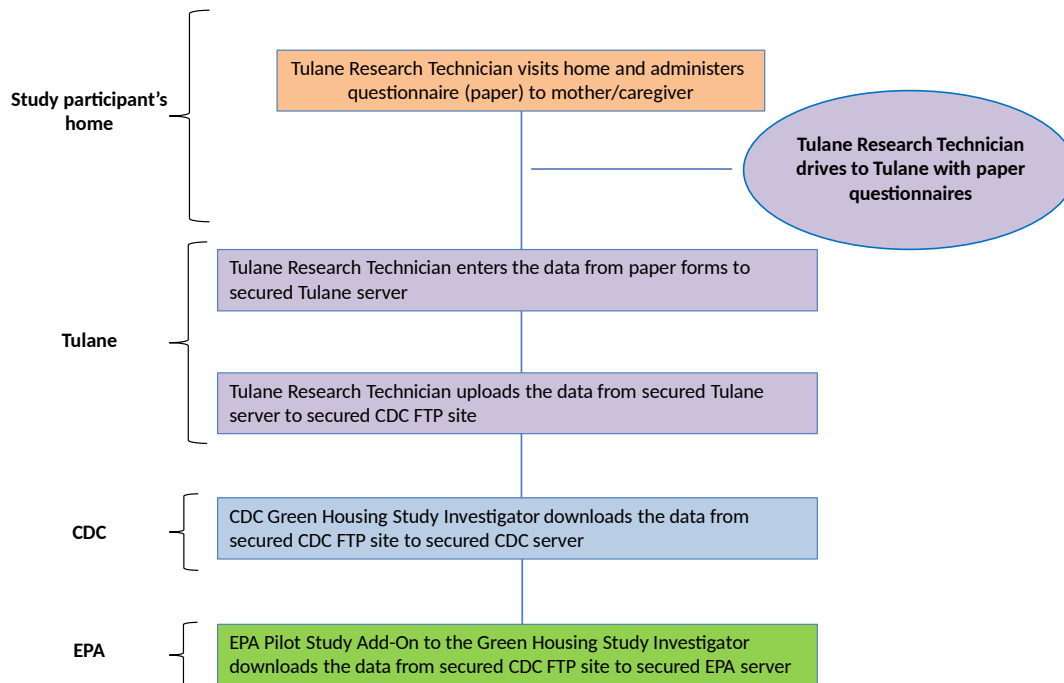 Tulane Research Technician visits home and administers
questionnaire (paper) to mother/caregiver
Study participant’s
home
Tulane Research Technician
drives to Tulane with paper
questionnaires
Tulane Research Technician enters the data from paper forms to
secured Tulane server
Tulane
Tulane Research Technician uploads the data from secured Tulane
server to secured CDC FTP site
CDC
CDC Green Housing Study Investigator downloads the data from
secured CDC FTP site to secured CDC server
EPA
EPA Pilot Study Add-On to the Green Housing Study Investigator
downloads the data from secured CDC FTP site to secured EPA server